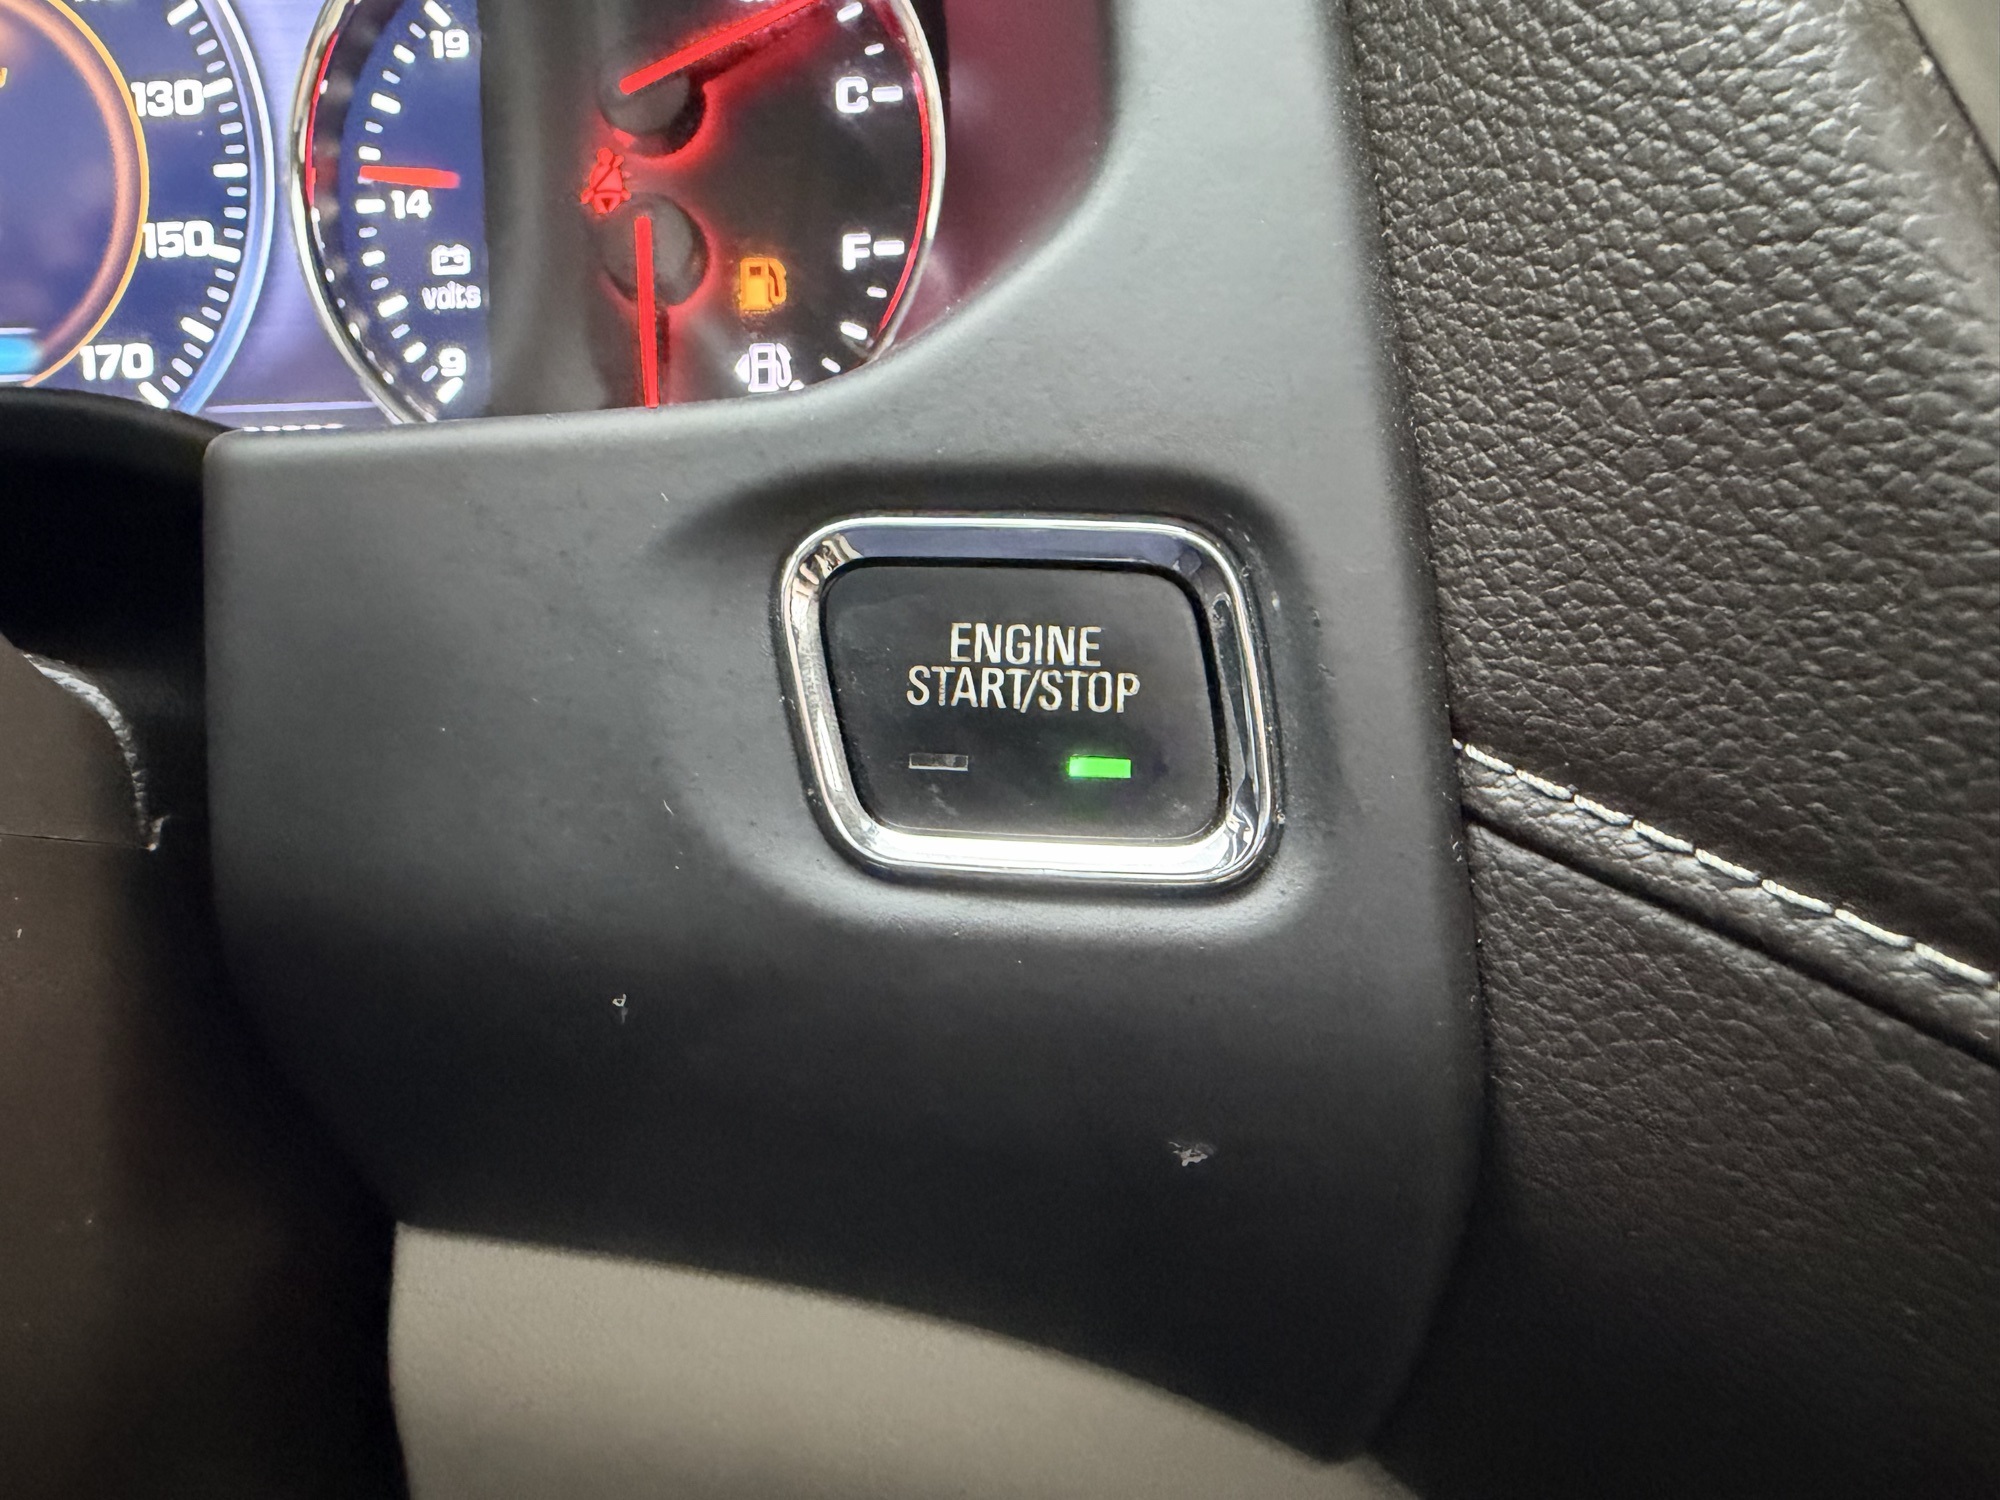 130
150
170
19
14
volts
9
C
F
ENGINE
START/STOP